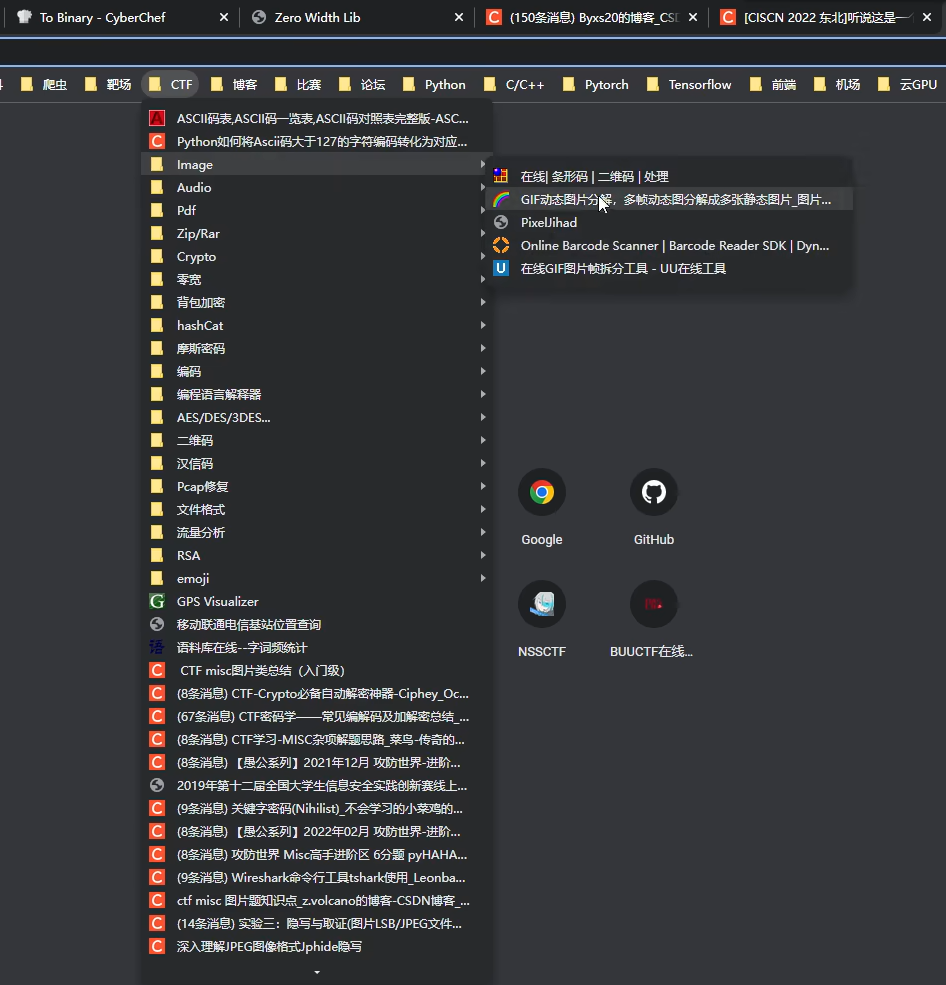 To Binary - CyberChef
Zero Width Lib
(150条消息) Byxs20的博客_CSD
[CISCN 2022 东北]听说这是一
爬虫
靶场
CTF
博客
比赛
论坛
Python
C/C++
Pytorch
Tensorflow
前端
机场
云GPU
ASCII码表,ASCII码一览表,ASCII码对照表完整版-ASC...
Python如何将Ascii码大于127的字符编码转化为对应...
Image
Audio
Pdf
Zip/Rar
Crypto
零宽
背包加密
hashCat
摩斯密码
编码
编程语言解释器
AES/DES/3DES...
二维码
汉信码
Pcap修复
文件格式
流量分析
RSA
emoji
GPS Visualizer
移动联通电信基站位置查询
语料库在线--字词频统计
CTF misc图片类总结（入门级）
(8条消息) CTF-Crypto必备自动解密神器-Ciphey_Oc...
(67条消息) CTF密码学——常见编解码及加解密总结_...
(8条消息) CTF学习-MISC杂项解题思路_菜鸟-传奇的...
(8条消息) 【愚公系列】2021年12月 攻防世界-进阶...
2019年第十二届全国大学生信息安全实践创新赛线上...
(9条消息) 关键字密码(Nihilist)_不会学习的小菜鸡的...
(8条消息) 【愚公系列】2022年02月 攻防世界-进阶...
(8条消息) 攻防世界 Misc高手进阶区 6分题 pyHAHA...
(9条消息) Wireshark命令行工具tshark使用_Leonba...
ctf misc 图片题知识点_z.volcano的博客-CSDN博客_...
(14条消息) 实验三：隐写与取证(图片LSB/JPEG文件...
深入理解JPEG图像格式Jphide隐写
在线| 条形码 | 二维码 | 处理
GIF动态图片分解，多帧动态图分解成多张静态图片_图片...
PixelJihad
Online Barcode Scanner | Barcode Reader SDK | Dyn...
在线GIF图片帧拆分工具 - UU在线工具
Google
GitHub
NSSCTF
BUUCTF在线...